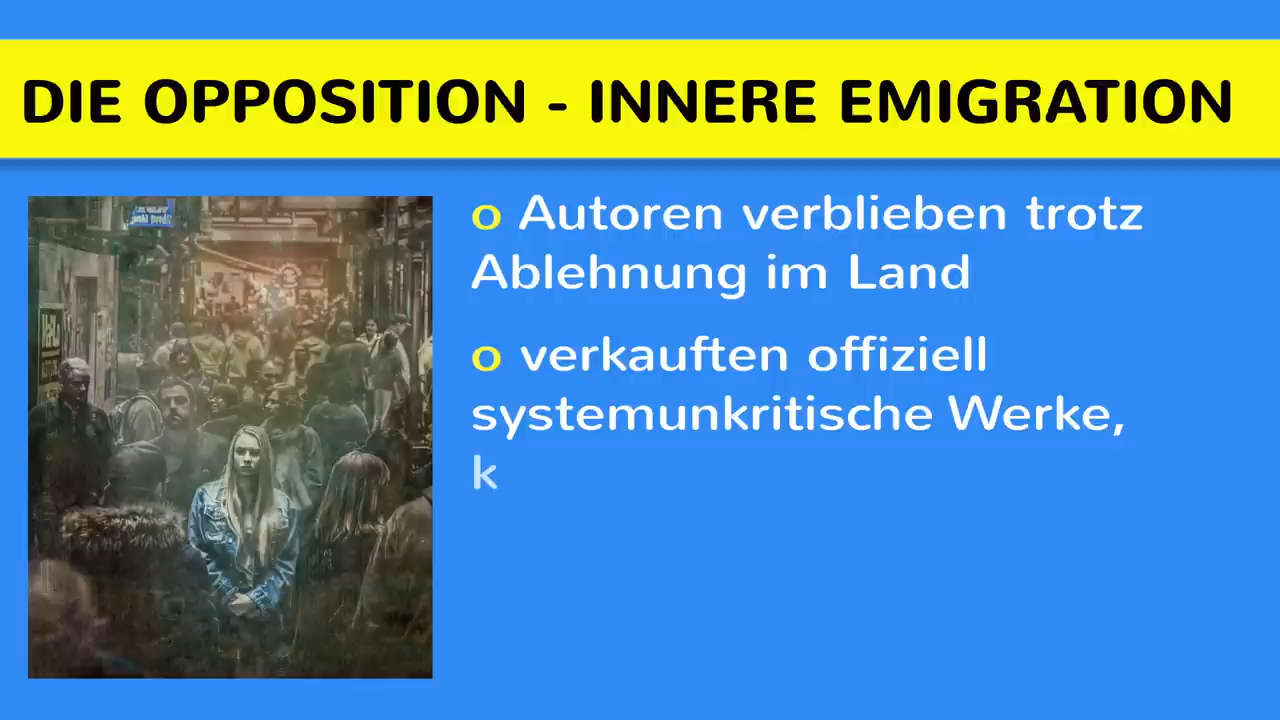 DIE OPPOSITION - INNERE EMIGRATION
o Autoren verblieben trotz
Ablehnung im Land
o verkauften offiziell
systemunkritische Werke,
k